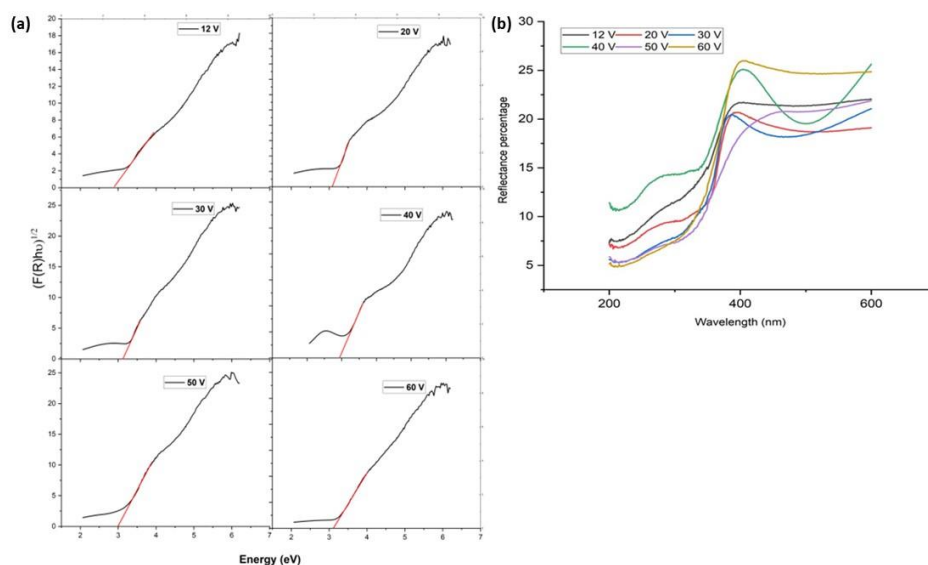 (a)
20
18
16
14
12
10
8
6
4
2
0
12 V
20 V
25
20
15
10
5
0
30 V
40 V
25
20
15
10
5
0
50 V
60 V
2 3 4 5 6 7
2 3 4 5 6 7
(F(R)hυ)1/2
Energy (eV)
(b)
12 V 20 V 30 V
40 V 50 V 60 V
Reflectance percentage
30
25
20
15
10
5
200 400 600
Wavelength (nm)